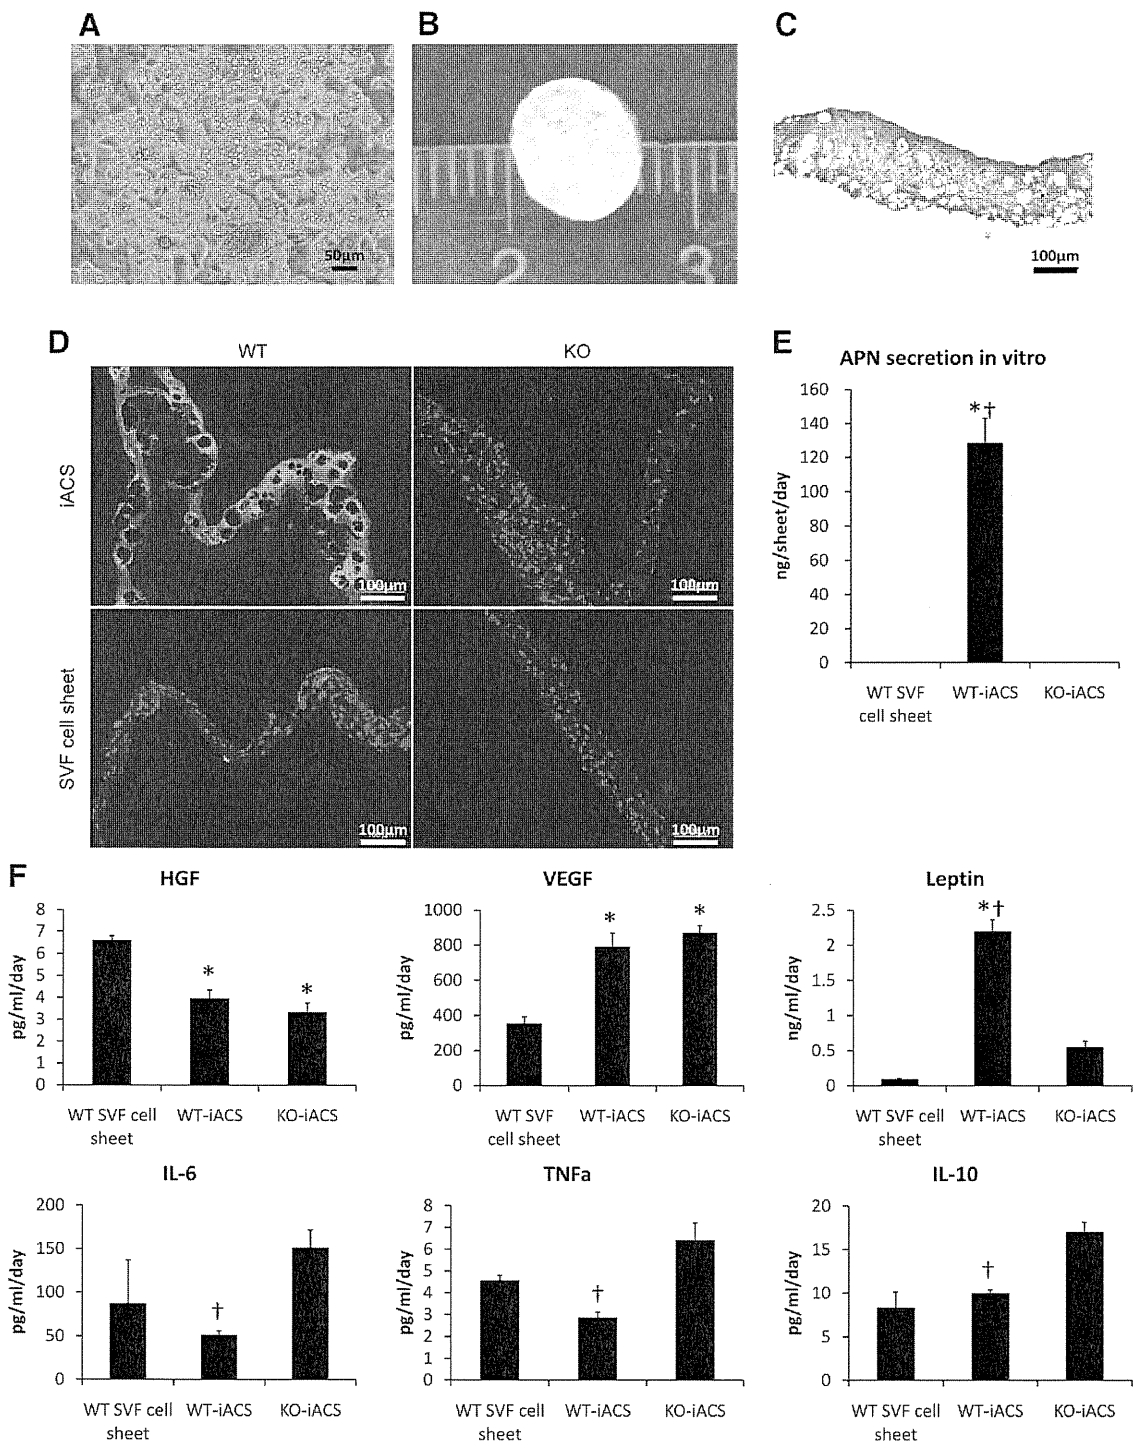 A
B
C
50μm
2
3
100μm
D
WT
KO
iACS
SVF cell sheet
100μm
100μm
100μm
100μm
E
APN secretion in vitro
ng/sheet/day
160
140
120
100
80
60
40
20
0
*†
WT SVF
cell sheet
WT-iACS
KO-iACS
F
HGF
pg/ml/day
8
7
6
5
4
3
2
1
0
*
*
WT SVF cell
sheet
WT-iACS
KO-iACS
VEGF
pg/ml/day
1000
800
600
400
200
0
*
*
WT SVF
cell sheet
WT-iACS
KO-iACS
Leptin
ng/ml/day
2.5
2
1.5
1
0.5
0
*†
WT SVF cell
sheet
WT-iACS
KO-iACS
IL-6
pg/ml/day
200
150
100
50
0
†
WT SVF cell
sheet
WT-iACS
KO-iACS
TNFa
pg/ml/day
8
7
6
5
4
3
2
1
0
†
WT SVF cell
sheet
WT-iACS
KO-iACS
IL-10
pg/ml/day
20
15
10
5
0
†
WT SVF cell
sheet
WT-iACS
KO-iACS